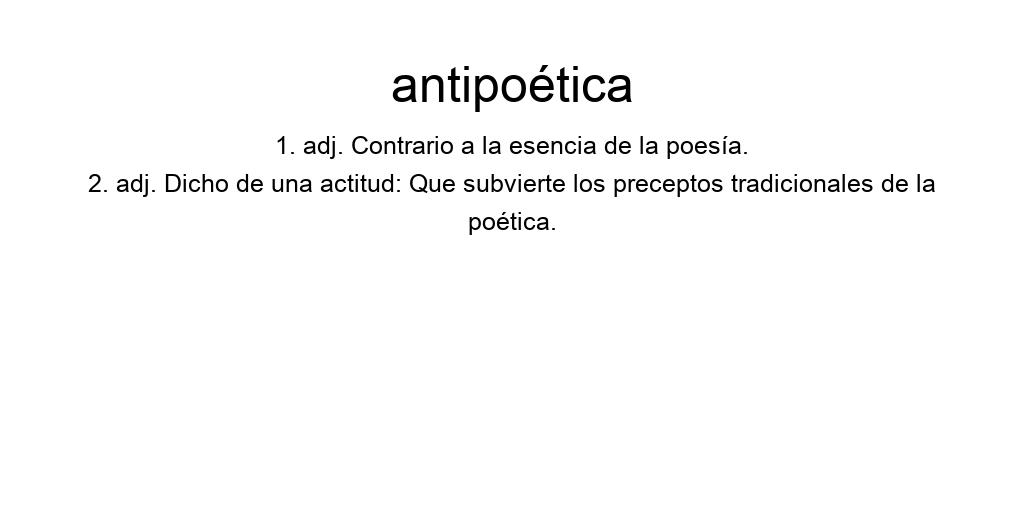 antipoética
1. adj. Contrario a la esencia de la poesía.
2. adj. Dicho de una actitud: Que subvierte los preceptos tradicionales de la
poética.